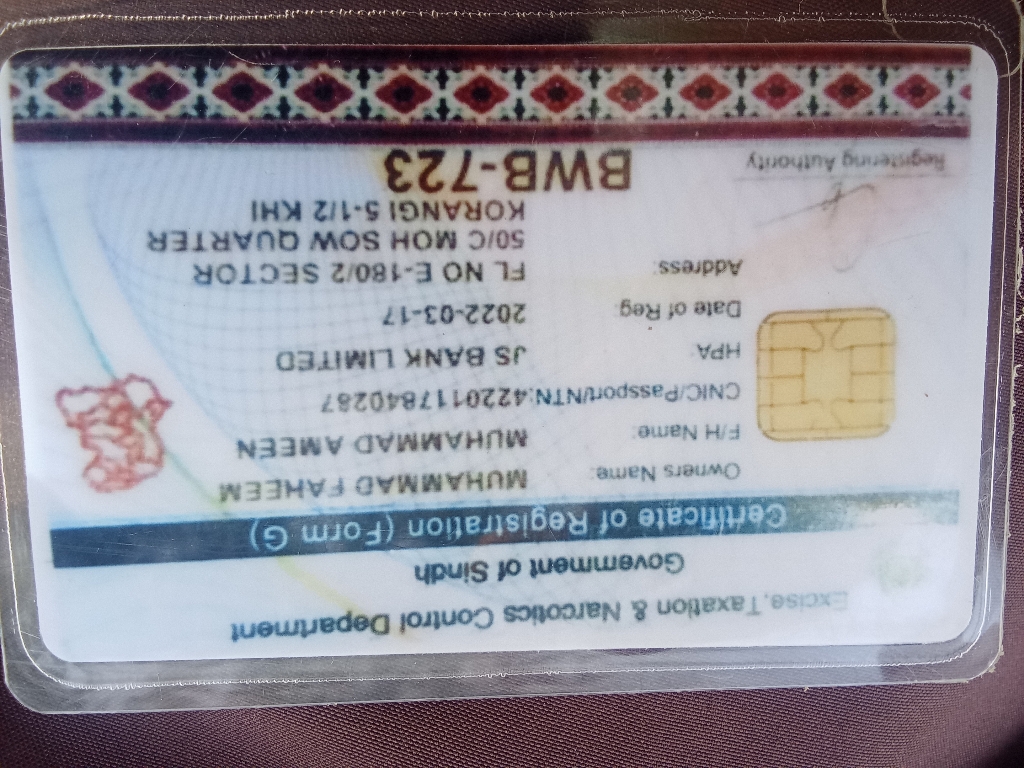 Excise,Taxation & Narcotics Control Department
Government of Sindh
Certificate of Registration (Form G)
Owners Name: MUHAMMAD FAHEEM
F/H Name: MUHAMMAD AMEEN
CNIC/Passport/NTN:4220117840287
HPA JS BANK LIMITED
Date of Reg: 2022-03-17
Address: FL NO E-180/2 SECTOR
50/C MOH SOW QUARTER
KORANGI 5-1/2 KHI
BWB-723
Registering Authority